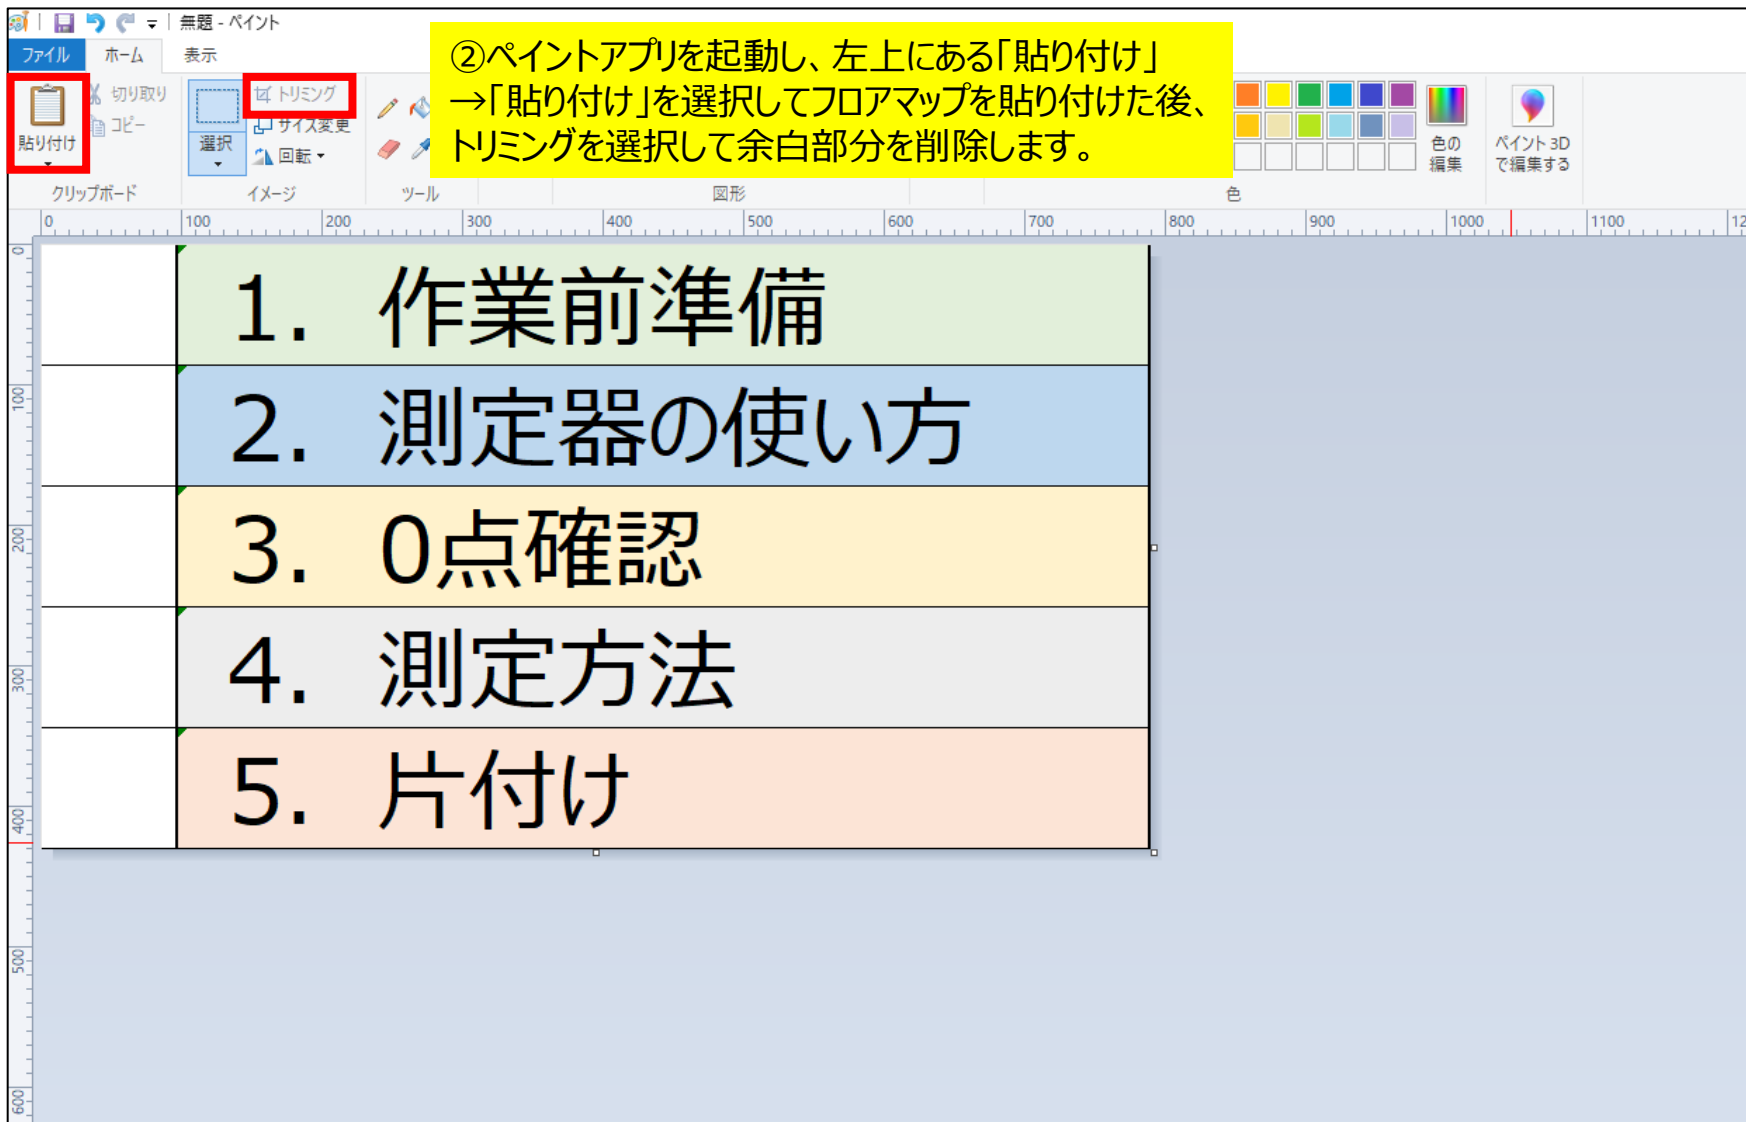 無題 - ペイント
ファイル ホーム 表示
②ペイントアプリを起動し、左上にある「貼り付け」
→「貼り付け」を選択してフロアマップを貼り付けた後、
トリミングを選択して余白部分を削除します。
貼り付け
切り取り
コピー
クリップボード
選択
トリミング
サイズ変更
回転
イメージ
ツール
図形
色の
編集
色
ペイント 3D
で編集する
0 100 200 300 400 500 600 700 800 900 1000 1100 12
0
100
200
300
400
500
600
1. 作業前準備
2. 測定器の使い方
3. 0点確認
4. 測定方法
5. 片付け